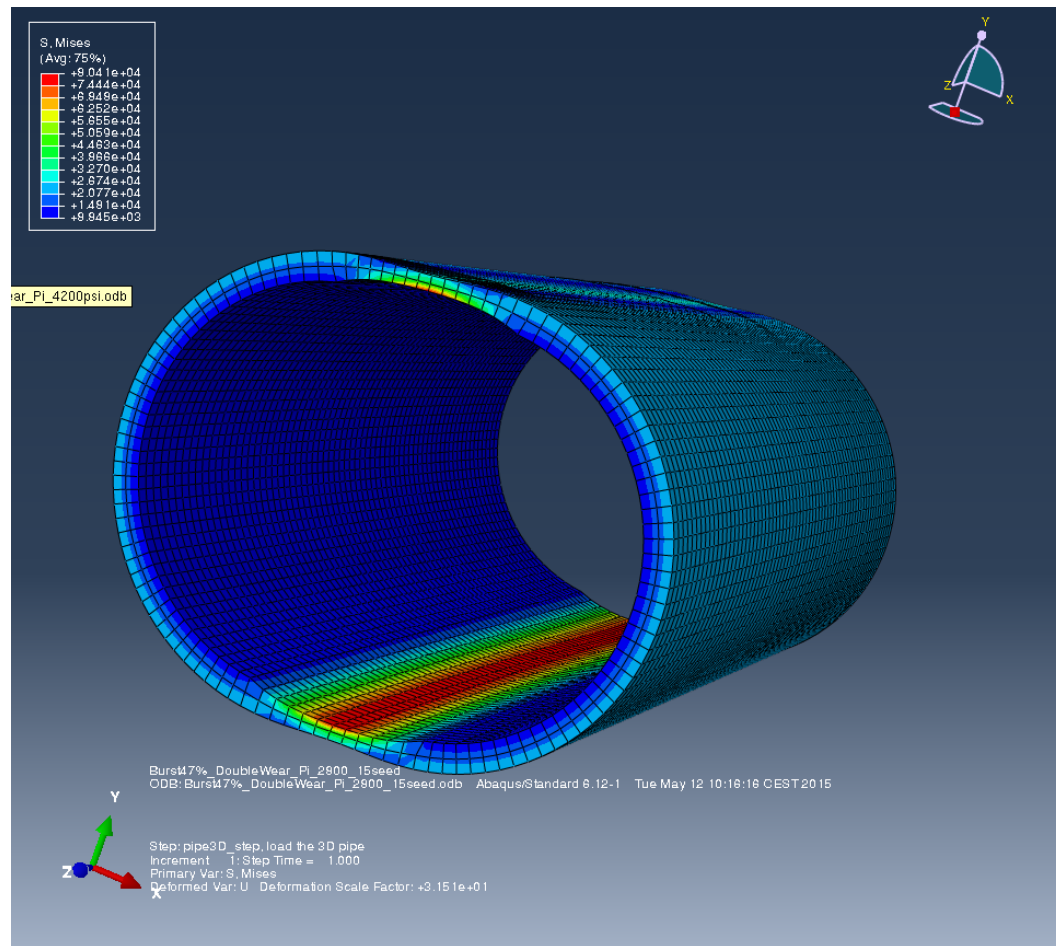 S, Mises
(Avg: 75%)
+9.041e+04
+7.444e+04
+6.849e+04
+6.252e+04
+5.655e+04
+5.059e+04
+4.463e+04
+3.966e+04
+3.270e+04
+2.674e+04
+2.077e+04
+1.491e+04
+9.945e+03
Y
Z
X
ear_Pi_4200psi.odb
Burst47%_DoubleWear_Pi_2900_15seed
ODB: Burst47%_DoubleWear_Pi_2900_15seed.odb Abaqus/Standard 6.12-1 Tue May 12 10:16:16 CEST 2015
Y
Z
X
Step: pipe3D_step, load the 3D pipe
Increment 1: Step Time = 1.000
Primary Var: S, Mises
Deformed Var: U Deformation Scale Factor: +3.151e+01